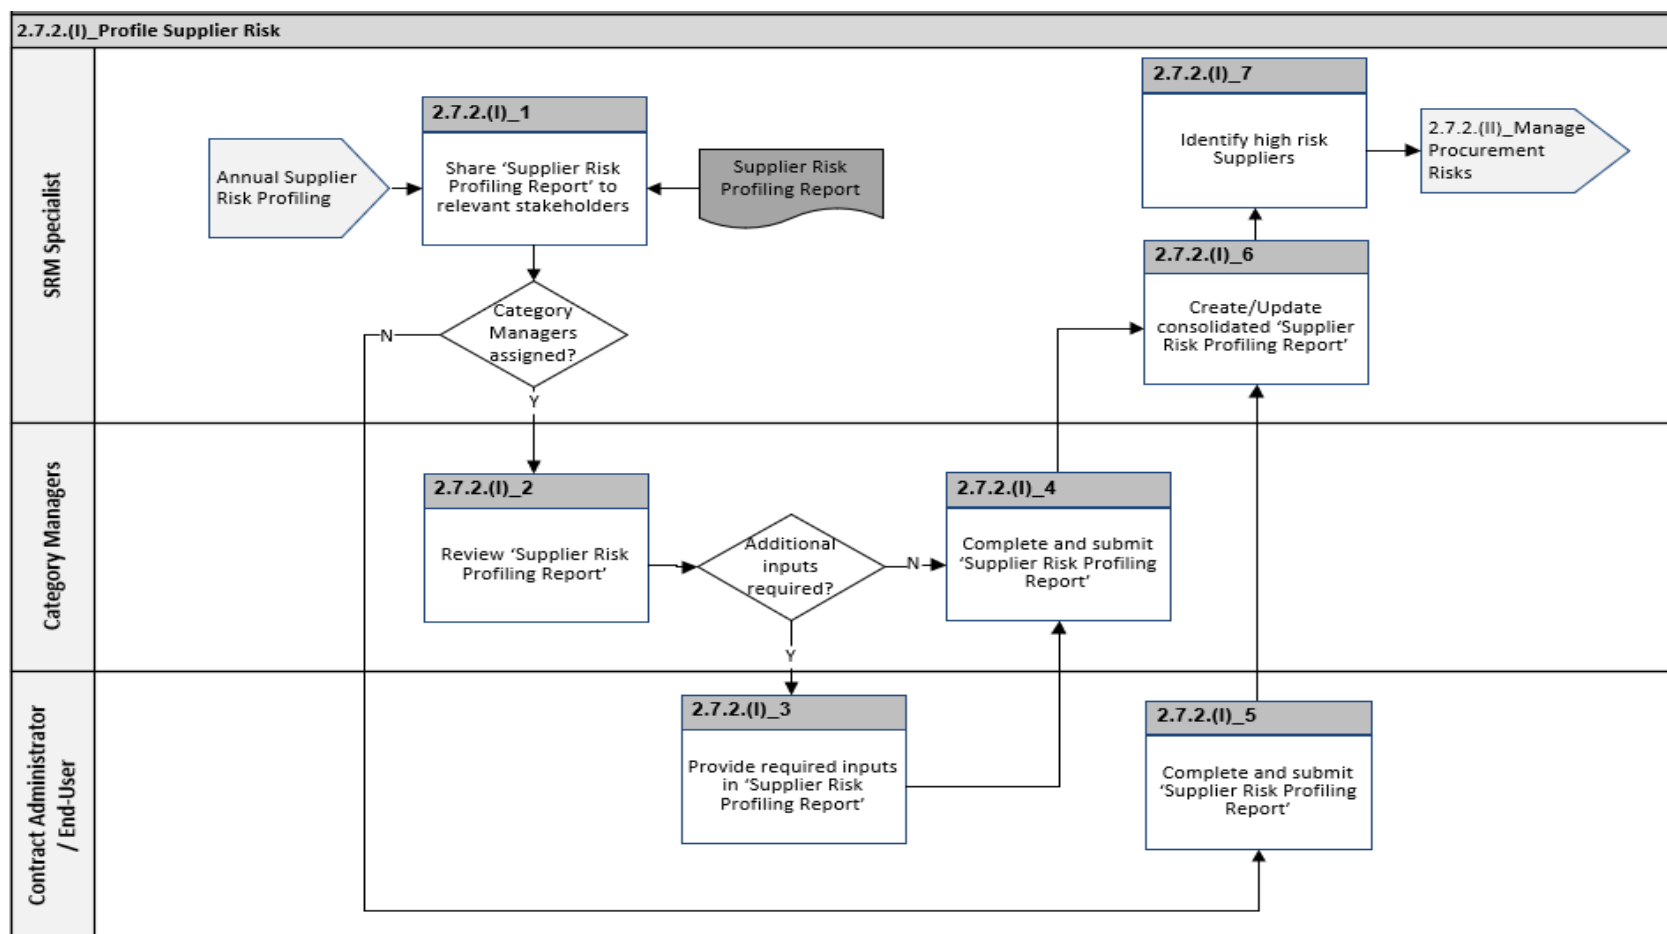 2.7.2.(I)_Profile Supplier Risk
SRM Specialist
Annual Supplier
Risk Profiling
2.7.2.(I)_1
Share ‘Supplier Risk
Profiling Report’ to
relevant stakeholders
Supplier Risk
Profiling Report
Category
Managers
assigned?
N
Y
2.7.2.(I)_7
Identify high risk
Suppliers
2.7.2.(II)_Manage
Procurement
Risks
2.7.2.(I)_6
Create/Update
consolidated ‘Supplier
Risk Profiling Report’
Category Managers
2.7.2.(I)_2
Review ‘Supplier Risk
Profiling Report’
Additional
inputs
required?
N
Y
2.7.2.(I)_4
Complete and submit
‘Supplier Risk Profiling
Report’
Contract Administrator
/ End-User
2.7.2.(I)_3
Provide required inputs
in ‘Supplier Risk
Profiling Report’
2.7.2.(I)_5
Complete and submit
‘Supplier Risk Profiling
Report’